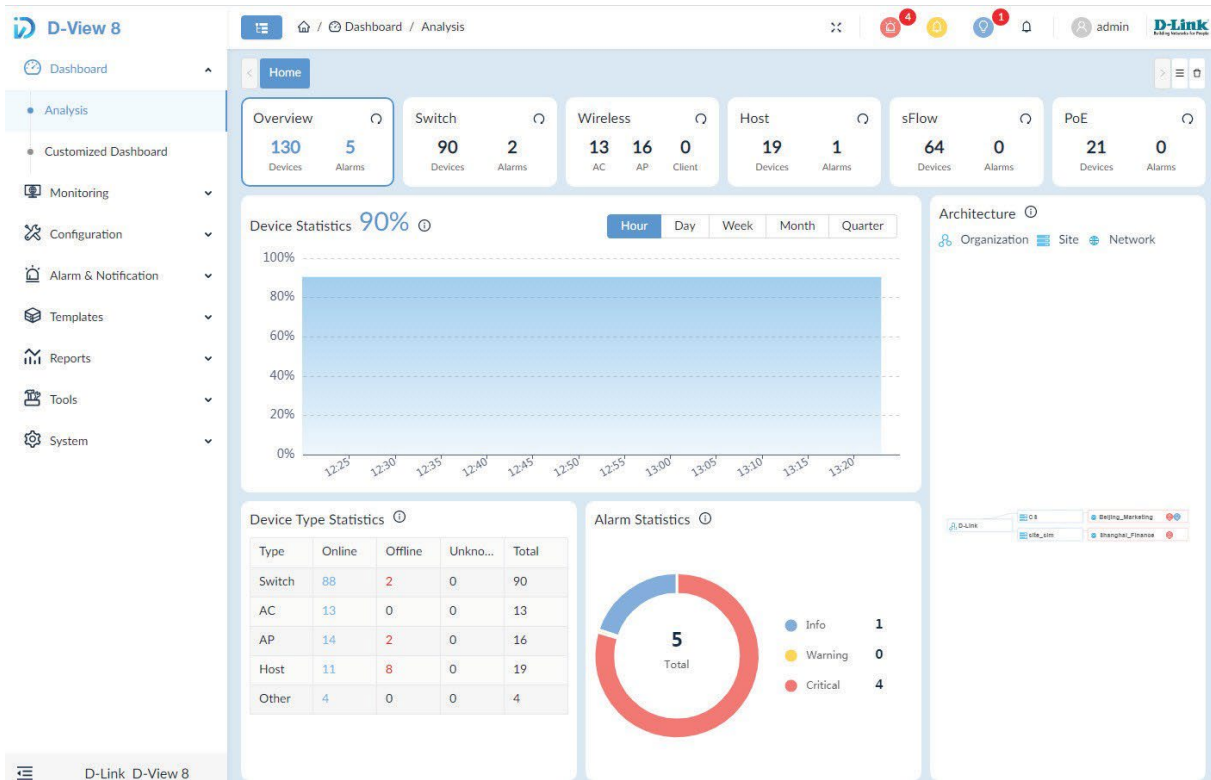 D-View 8
Dashboard / Analysis
4
1
admin
D-Link
Building Networks for People
Dashboard
Analysis
Customized Dashboard
Monitoring
Configuration
Alarm & Notification
Templates
Reports
Tools
System
D-Link D-View 8
Home
Overview
130 5
Devices Alarms
Switch
90 2
Devices Alarms
Wireless
13 16 0
AC AP Client
Host
19 1
Devices Alarms
sFlow
64 0
Devices Alarms
PoE
21 0
Devices Alarms
Device Statistics 90%
Hour Day Week Month Quarter
100%
80%
60%
40%
20%
0%
12:25 12:30 12:35 12:40 12:45 12:50 12:55 13:00 13:05 13:10 13:15 13:20
Architecture
Organization Site Network
D-Link
C 8 Beijing_Marketing
site_sim Shanghai_Finance
Device Type Statistics
Type Online Offline Unkno... Total
Switch 88 2 0 90
AC 13 0 0 13
AP 14 2 0 16
Host 11 8 0 19
Other 4 0 0 4
Alarm Statistics
5
Total
Info 1
Warning 0
Critical 4